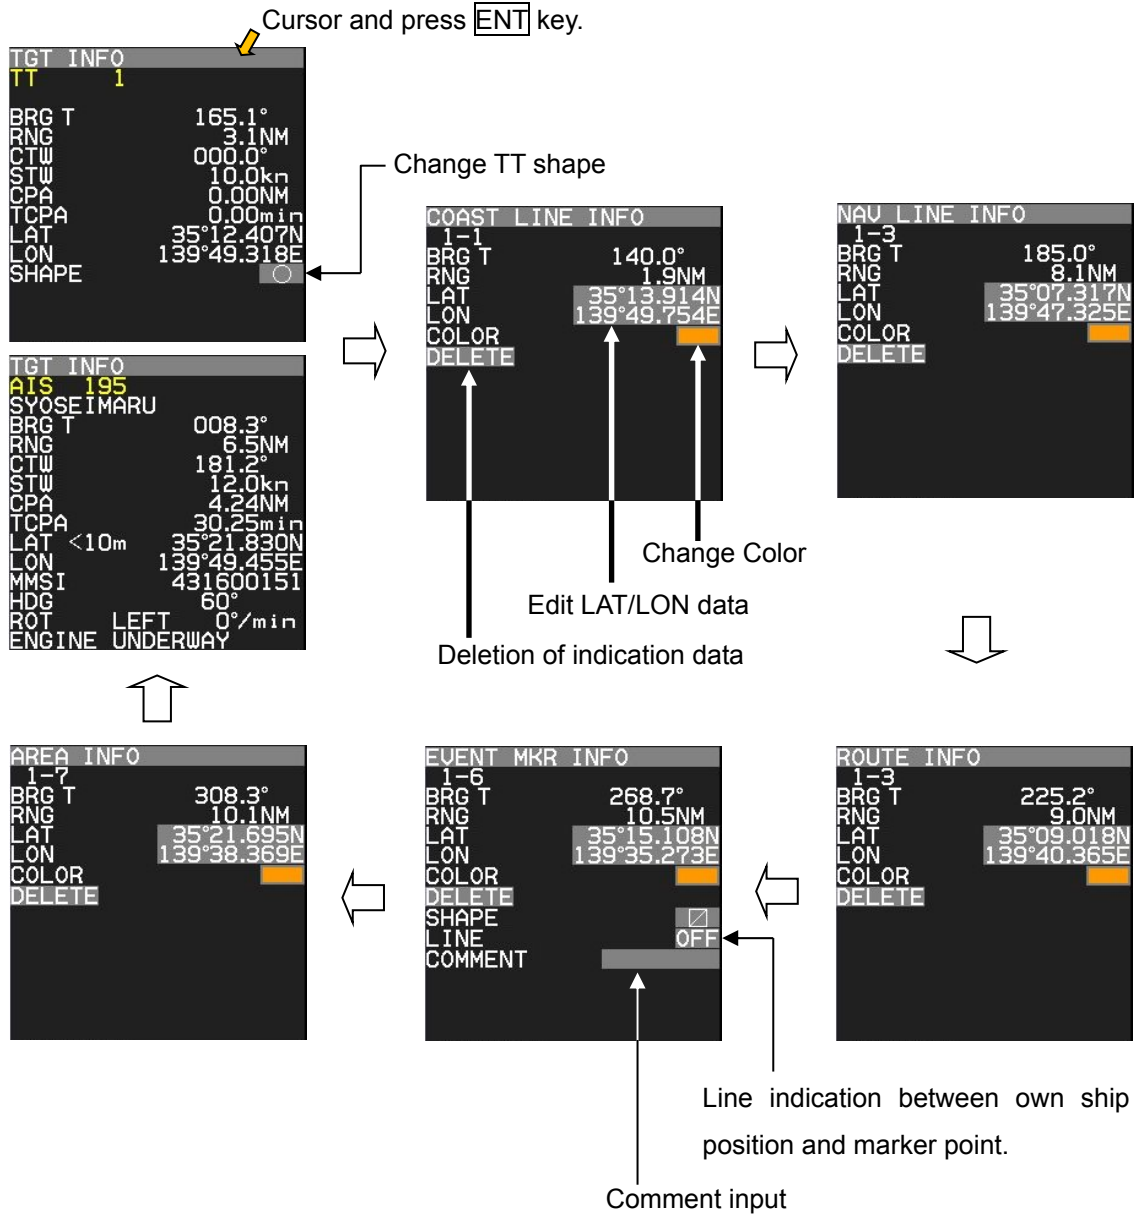 Cursor and press ENT key.
TGT INFO
TT 1
BRG T 165.1°
RNG 3.1NM
CTW 000.0°
STW 10.0kn
CPA 0.00NM
TCPA 0.00min
LAT 35°12.407N
LON 139°49.318E
SHAPE
Change TT shape
TGT INFO
AIS 195
SYOSEIMARU
BRG T 008.3°
RNG 6.5NM
CTW 181.2°
STW 12.0kn
CPA 4.24NM
TCPA 30.25min
LAT <10m 35°21.830N
LON 139°49.455E
MMSI 431600151
HDG 60°
ROT LEFT 0°/min
ENGINE UNDERWAY
COAST LINE INFO
1-1
BRG T 140.0°
RNG 1.9NM
LAT 35°13.914N
LON 139°49.754E
COLOR
DELETE
Change Color
Edit LAT/LON data
Deletion of indication data
NAV LINE INFO
1-3
BRG T 185.0°
RNG 8.1NM
LAT 35°07.317N
LON 139°47.325E
COLOR
DELETE
ROUTE INFO
1-3
BRG T 225.2°
RNG 9.0NM
LAT 35°09.018N
LON 139°40.365E
COLOR
DELETE
EVENT MKR INFO
1-6
BRG T 268.7°
RNG 10.5NM
LAT 35°15.108N
LON 139°35.273E
COLOR
DELETE
SHAPE
LINE OFF
COMMENT
Line indication between own ship
position and marker point.
Comment input
AREA INFO
1-7
BRG T 308.3°
RNG 10.1NM
LAT 35°21.695N
LON 139°38.369E
COLOR
DELETE